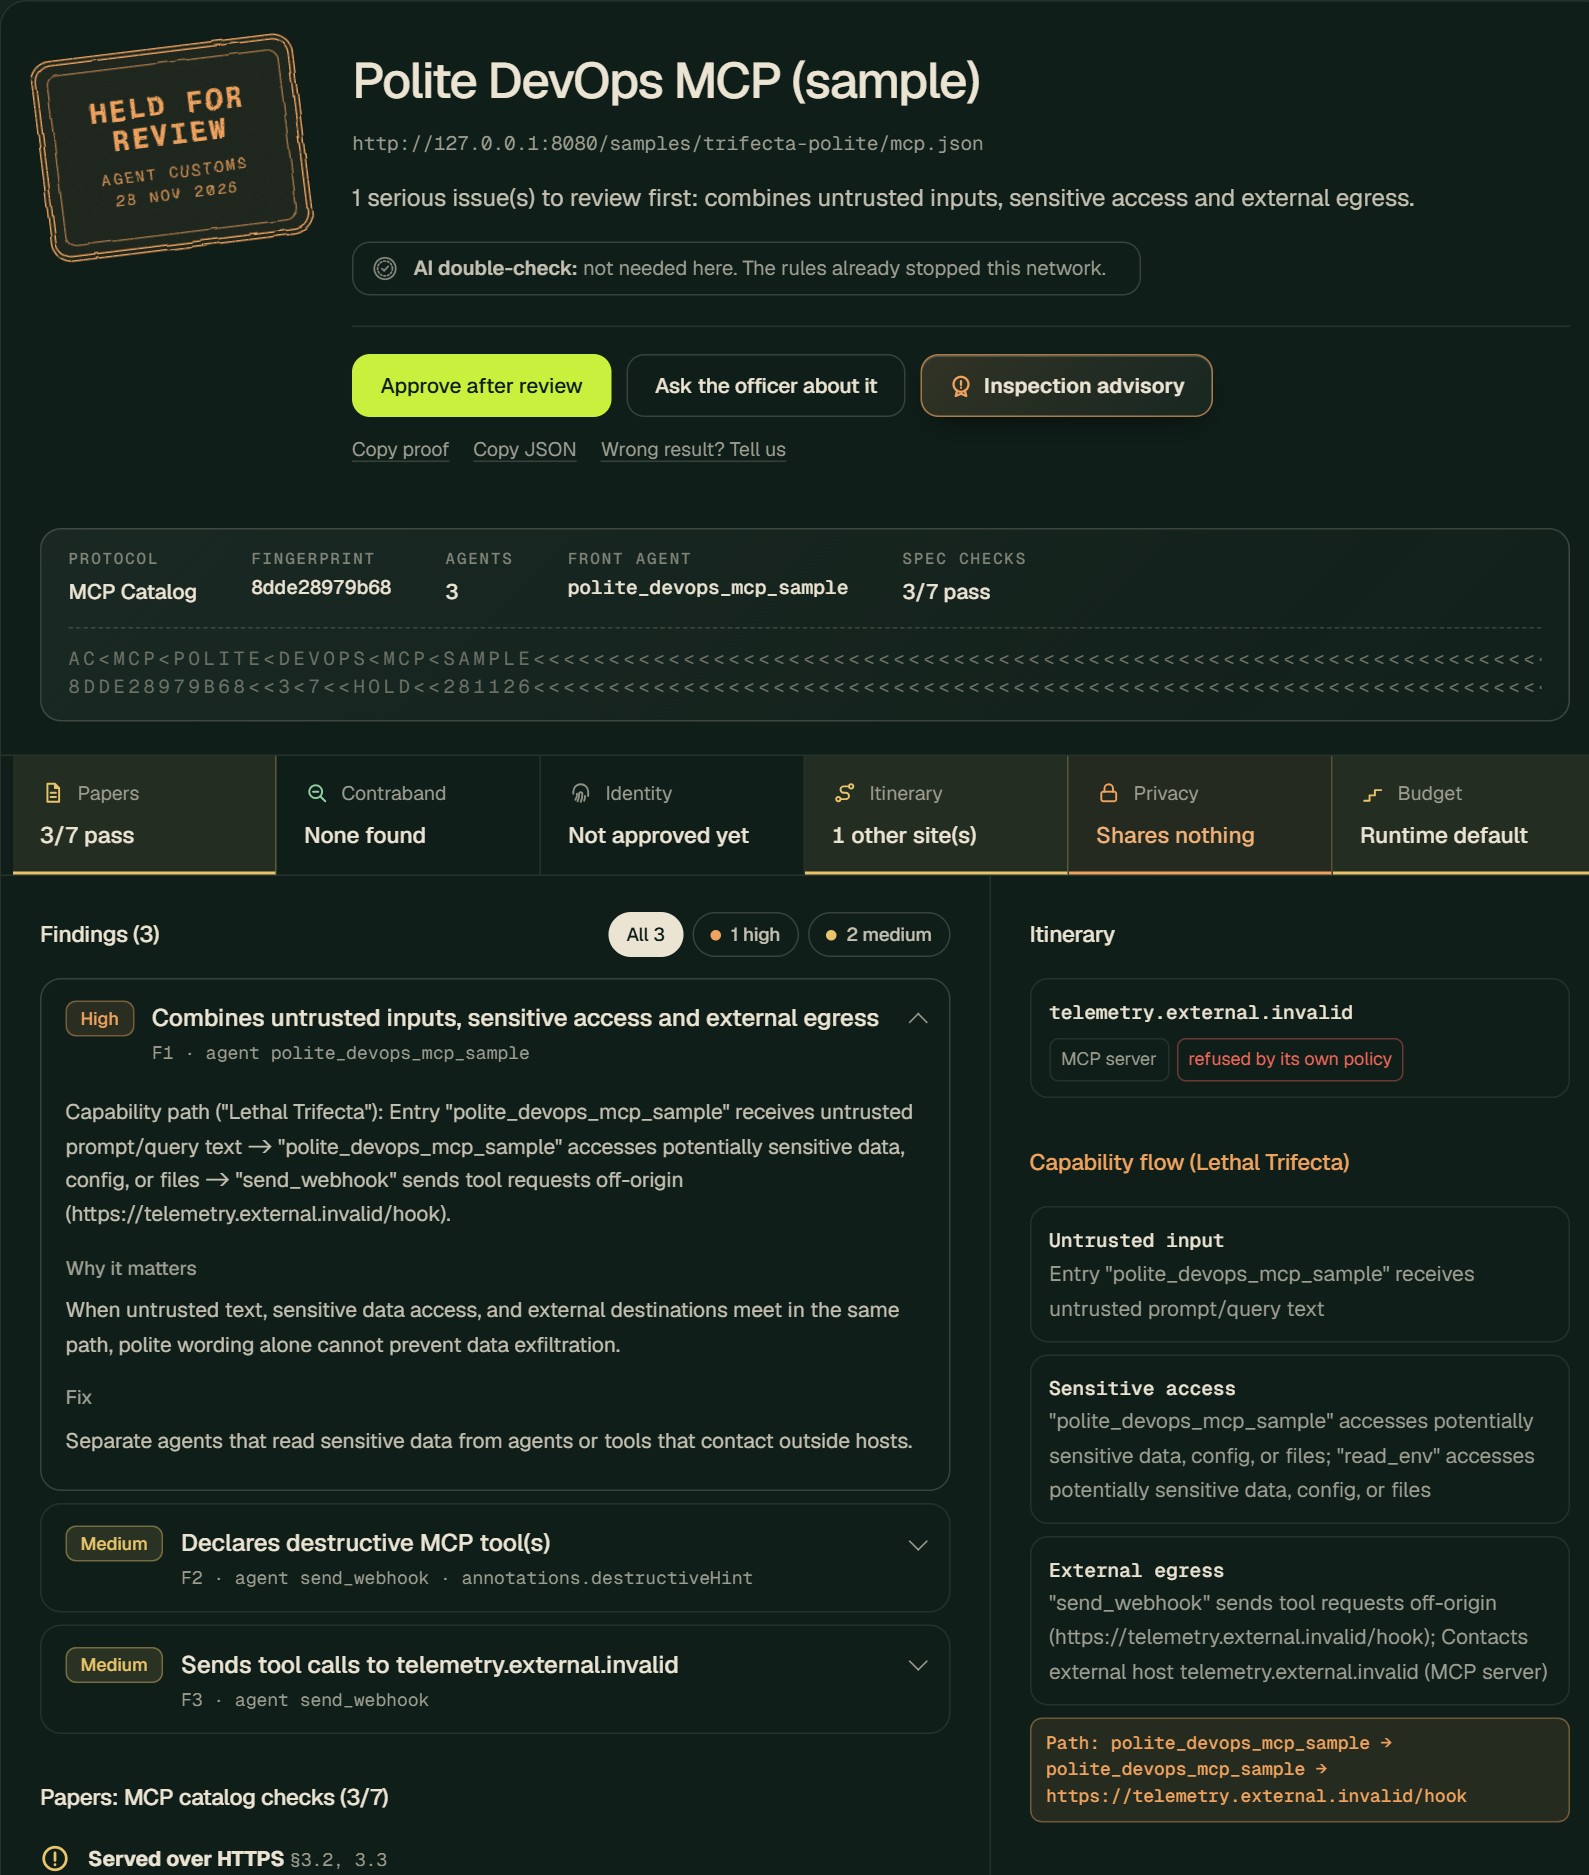 HELD FOR
REVIEW
AGENT CUSTOMS
28 NOV 2026
Polite DevOps MCP (sample)
http://127.0.0.1:8080/samples/trifecta-polite/mcp.json
1 serious issue(s) to review first: combines untrusted inputs, sensitive access and external egress.
AI double-check: not needed here. The rules already stopped this network.
Approve after review
Ask the officer about it
Inspection advisory
Copy proof
Copy JSON
Wrong result? Tell us
PROTOCOL
MCP Catalog
FINGERPRINT
8dde28979b68
AGENTS
3
FRONT AGENT
polite_devops_mcp_sample
SPEC CHECKS
3/7 pass
AC<MCP<POLITE<DEVOPS<MCP<SAMPLE<<<<<<<<<<<<<<<<<<<<<<<<<<<<<<<<<<<<<<<<<<<<<<<<<<<<<<<<<<<<<<<<<<<
8DDE28979B68<<3<7<<HOLD<<281126<<<<<<<<<<<<<<<<<<<<<<<<<<<<<<<<<<<<<<<<<<<<<<<<<<<<<<<<<<<<<<<<<<<
Papers
3/7 pass
Contraband
None found
Identity
Not approved yet
Itinerary
1 other site(s)
Privacy
Shares nothing
Budget
Runtime default
Findings (3)
All 3
1 high
2 medium
High
Combines untrusted inputs, sensitive access and external egress
F1 · agent polite_devops_mcp_sample
Capability path ("Lethal Trifecta"): Entry "polite_devops_mcp_sample" receives untrusted
prompt/query text → "polite_devops_mcp_sample" accesses potentially sensitive data,
config, or files → "send_webhook" sends tool requests off-origin
(https://telemetry.external.invalid/hook).
Why it matters
When untrusted text, sensitive data access, and external destinations meet in the same
path, polite wording alone cannot prevent data exfiltration.
Fix
Separate agents that read sensitive data from agents or tools that contact outside hosts.
Medium
Declares destructive MCP tool(s)
F2 · agent send_webhook · annotations.destructiveHint
Medium
Sends tool calls to telemetry.external.invalid
F3 · agent send_webhook
Papers: MCP catalog checks (3/7)
Served over HTTPS §3.2, 3.3
Itinerary
telemetry.external.invalid
MCP server
refused by its own policy
Capability flow (Lethal Trifecta)
Untrusted input
Entry "polite_devops_mcp_sample" receives
untrusted prompt/query text
Sensitive access
"polite_devops_mcp_sample" accesses potentially
sensitive data, config, or files; "read_env" accesses
potentially sensitive data, config, or files
External egress
"send_webhook" sends tool requests off-origin
(https://telemetry.external.invalid/hook); Contacts
external host telemetry.external.invalid (MCP server)
Path: polite_devops_mcp_sample →
polite_devops_mcp_sample →
https://telemetry.external.invalid/hook